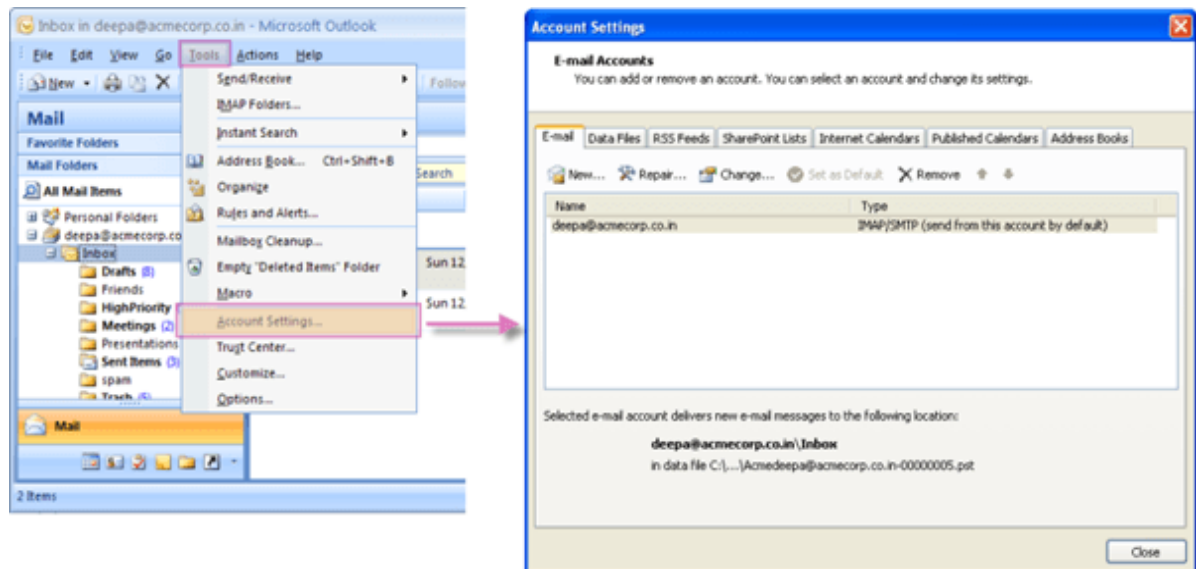 Inbox in deepa@acmecorp.co.in - Microsoft Outlook
File Edit View Go Tools Actions Help
New
Mail
Favorite Folders
Mail Folders
All Mail Items
Personal Folders
deepa@acmecorp.co
Inbox
Drafts (8)
Friends
HighPriority
Meetings (2)
Presentations
Sent Items (3)
spam
Trash (5)
Mail
2 Items
Send/Receive
IMAP Folders...
Instant Search
Address Book... Ctrl+Shift+B
Organize
Rules and Alerts...
Mailbox Cleanup...
Empty "Deleted Items" Folder
Macro
Account Settings...
Trust Center...
Customize...
Options...
Follow
Search
Sun 12
Sun 12
Account Settings
E-mail Accounts
You can add or remove an account. You can select an account and change its settings.
E-mail Data Files RSS Feeds SharePoint Lists Internet Calendars Published Calendars Address Books
New... Repair... Change... Set as Default Remove
Name Type
deepa@acmecorp.co.in IMAP/SMTP (send from this account by default)
Selected e-mail account delivers new e-mail messages to the following location:
deepa@acmecorp.co.in\Inbox
in data file C:\...\Acmedeepa@acmecorp.co.in-00000005.pst
Close